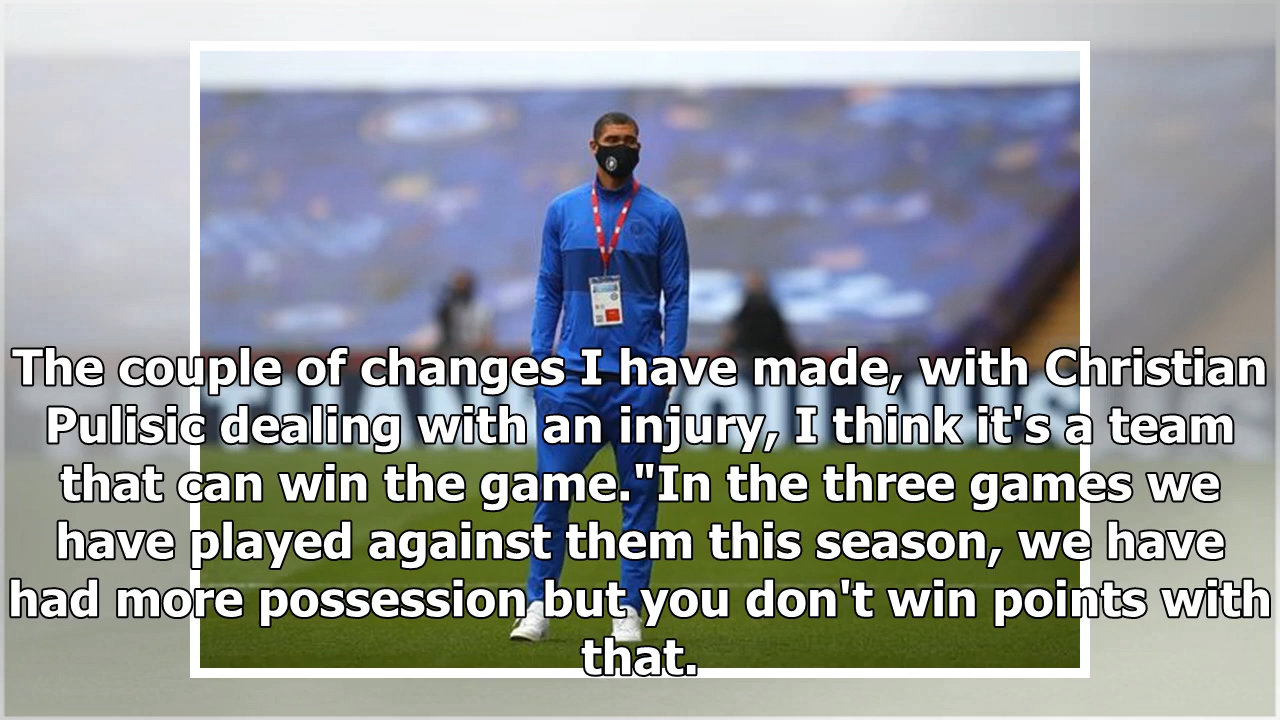 The couple of changes I have made, with Christian
Pulisic dealing with an injury, I think it's a team
that can win the game."In the three games we
have played against them this season, we have
had more possession but you don't win points with
that.